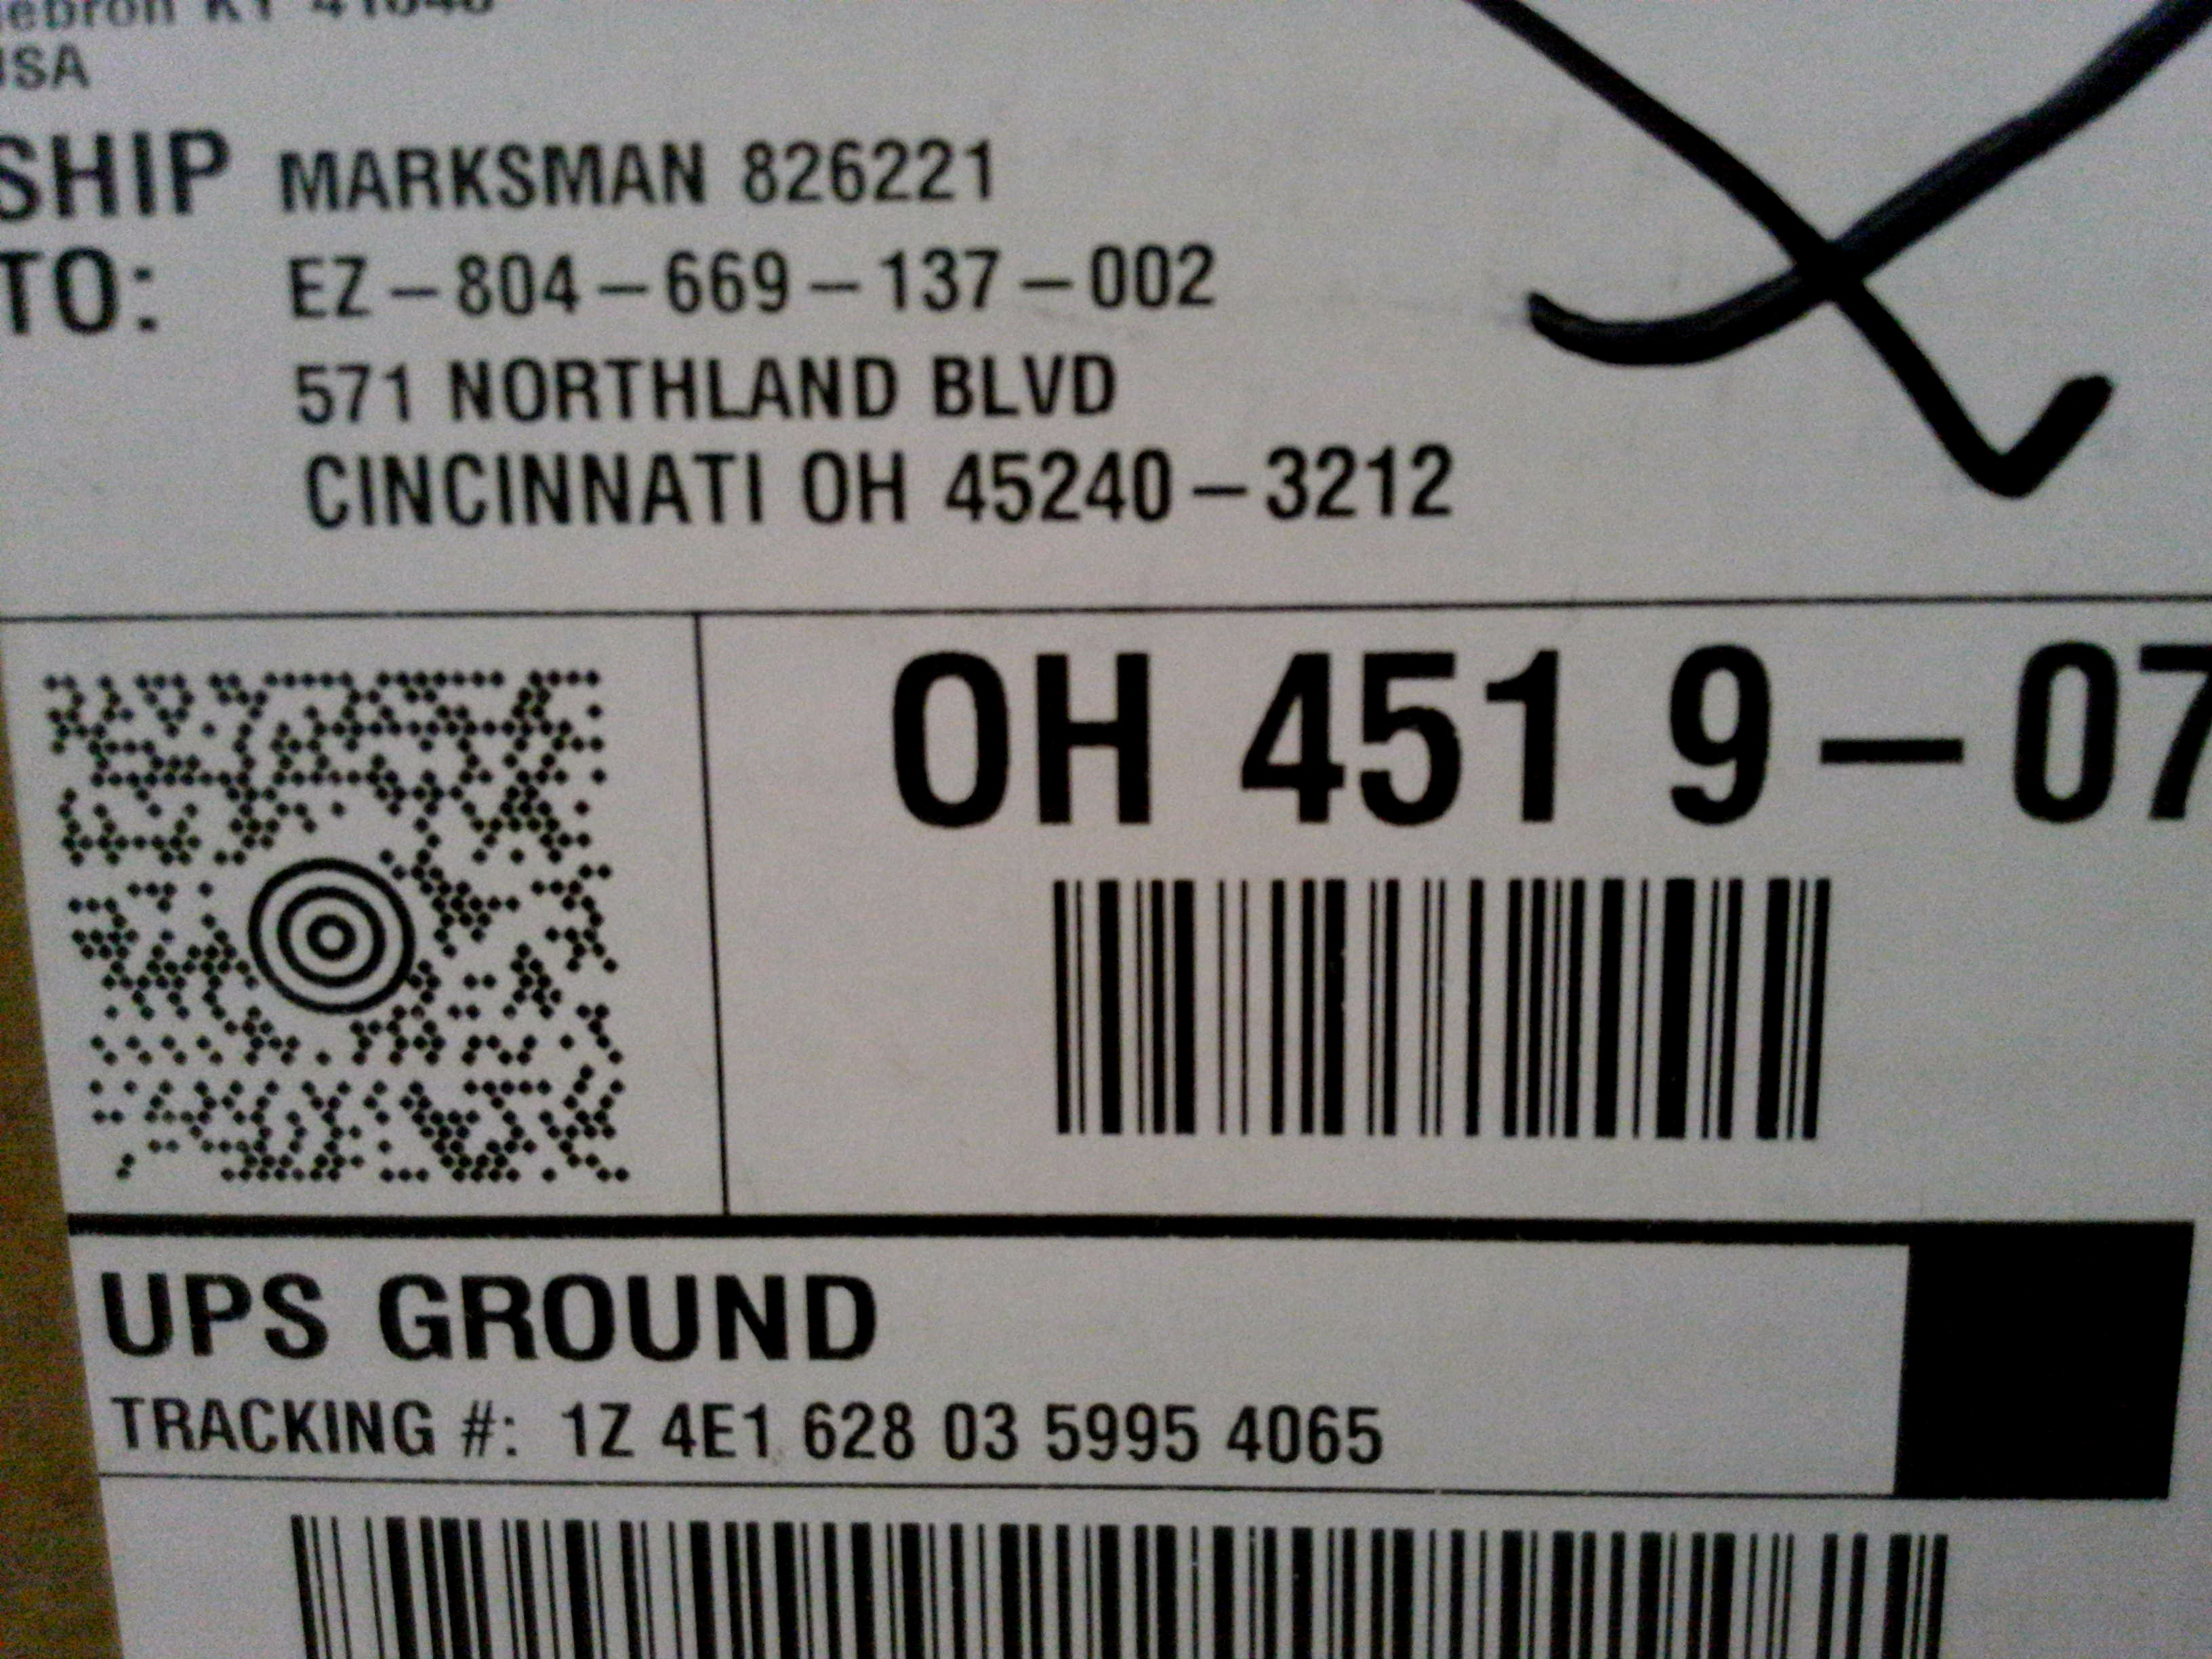 KY
SHIP MARKSMAN 826221
TO: EZ-804-669-137-002
571 NORTHLAND BLVD
CINCINNATI OH 45240-3212
OH 451 9-07
UPS GROUND
TRACKING #: 1Z 4E1 628 03 5995 4065